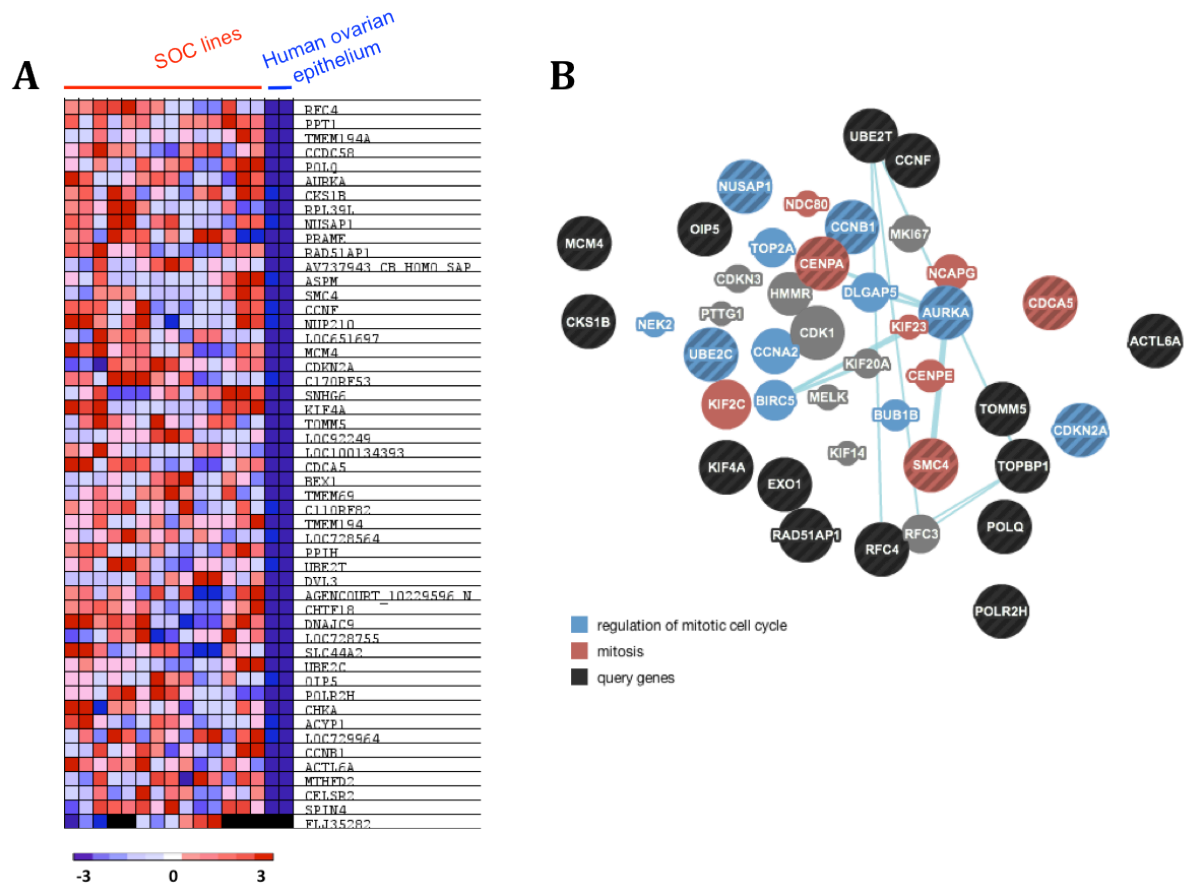 A
SOC lines
Human ovarian
epithelium
RFC4
PPT1
TMEM194A
CCDC58
POLQ
AURKA
CKS1B
RPL39L
NUSAP1
PRAME
RAD51AP1
AV737943 CB HOMO SAP
ASPM
SMC4
CCNF
NUP210
LOC651697
MCM4
CDKN2A
C17ORF53
SNHG6
KIF4A
TOMM5
LOC92249
LOC100134393
CDCA5
BEX1
TMEM69
C11ORF82
TMEM194
LOC728564
PPIH
UBE2T
DVL3
AGENCOURT_10229596 N
CHTF18
DNAJC9
LOC728755
SLC44A2
UBE2C
OIP5
POLR2H
CHKA
ACYP1
LOC729964
CCNB1
ACTL6A
MTHFD2
CELSR2
SPIN4
FLJ35282
-3 0 3
B
UBE2T
CCNF
NUSAP1
NDC80
OIP5
CCNB1
MKI67
MCM4
TOP2A
CENPA
NCAPG
CDKN3
HMMR
DLGAP5
CDCA5
PTTG1
AURKA
CKS1B
NEK2
CDK1
KIF23
ACTL6A
UBE2C
CCNA2
KIF20A
CENPE
KIF2C
BIRC5
MELK
BUB1B
TOMM5
CDKN2A
KIF14
KIF4A
SMC4
TOPBP1
EXO1
RAD51AP1
RFC4
RFC3
POLQ
POLR2H
regulation of mitotic cell cycle
mitosis
query genes